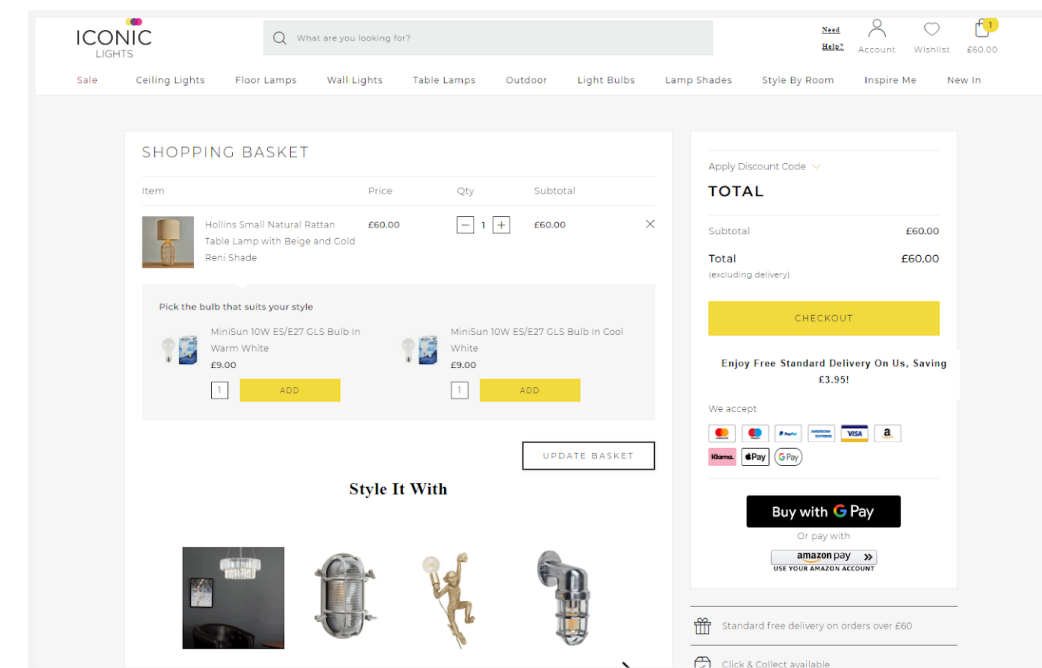 ICONIC
LIGHTS
What are you looking for?
Need
Help?
Account
Wishlist
1
£60.00
Sale
Ceiling Lights
Floor Lamps
Wall Lights
Table Lamps
Outdoor
Light Bulbs
Lamp Shades
Style By Room
Inspire Me
New In
SHOPPING BASKET
Item
Price
Qty
Subtotal
Hollins Small Natural Rattan
Table Lamp with Beige and Gold
Reni Shade
£60.00
1
£60.00
Pick the bulb that suits your style
MiniSun 10W ES/E27 GLS Bulb In
Warm White
£9.00
1
ADD
MiniSun 10W ES/E27 GLS Bulb In Cool
White
£9.00
1
ADD
UPDATE BASKET
Style It With
Apply Discount Code
TOTAL
Subtotal
£60.00
Total
£60.00
(excluding delivery)
CHECKOUT
Enjoy Free Standard Delivery On Us, Saving
£3.95!
We accept
PayPal
AMERICAN
EXPRESS
VISA
a
Klarna.
Pay
G Pay
Buy with G Pay
Or pay with
amazon pay
USE YOUR AMAZON ACCOUNT
Standard free delivery on orders over £60
Click & Collect available